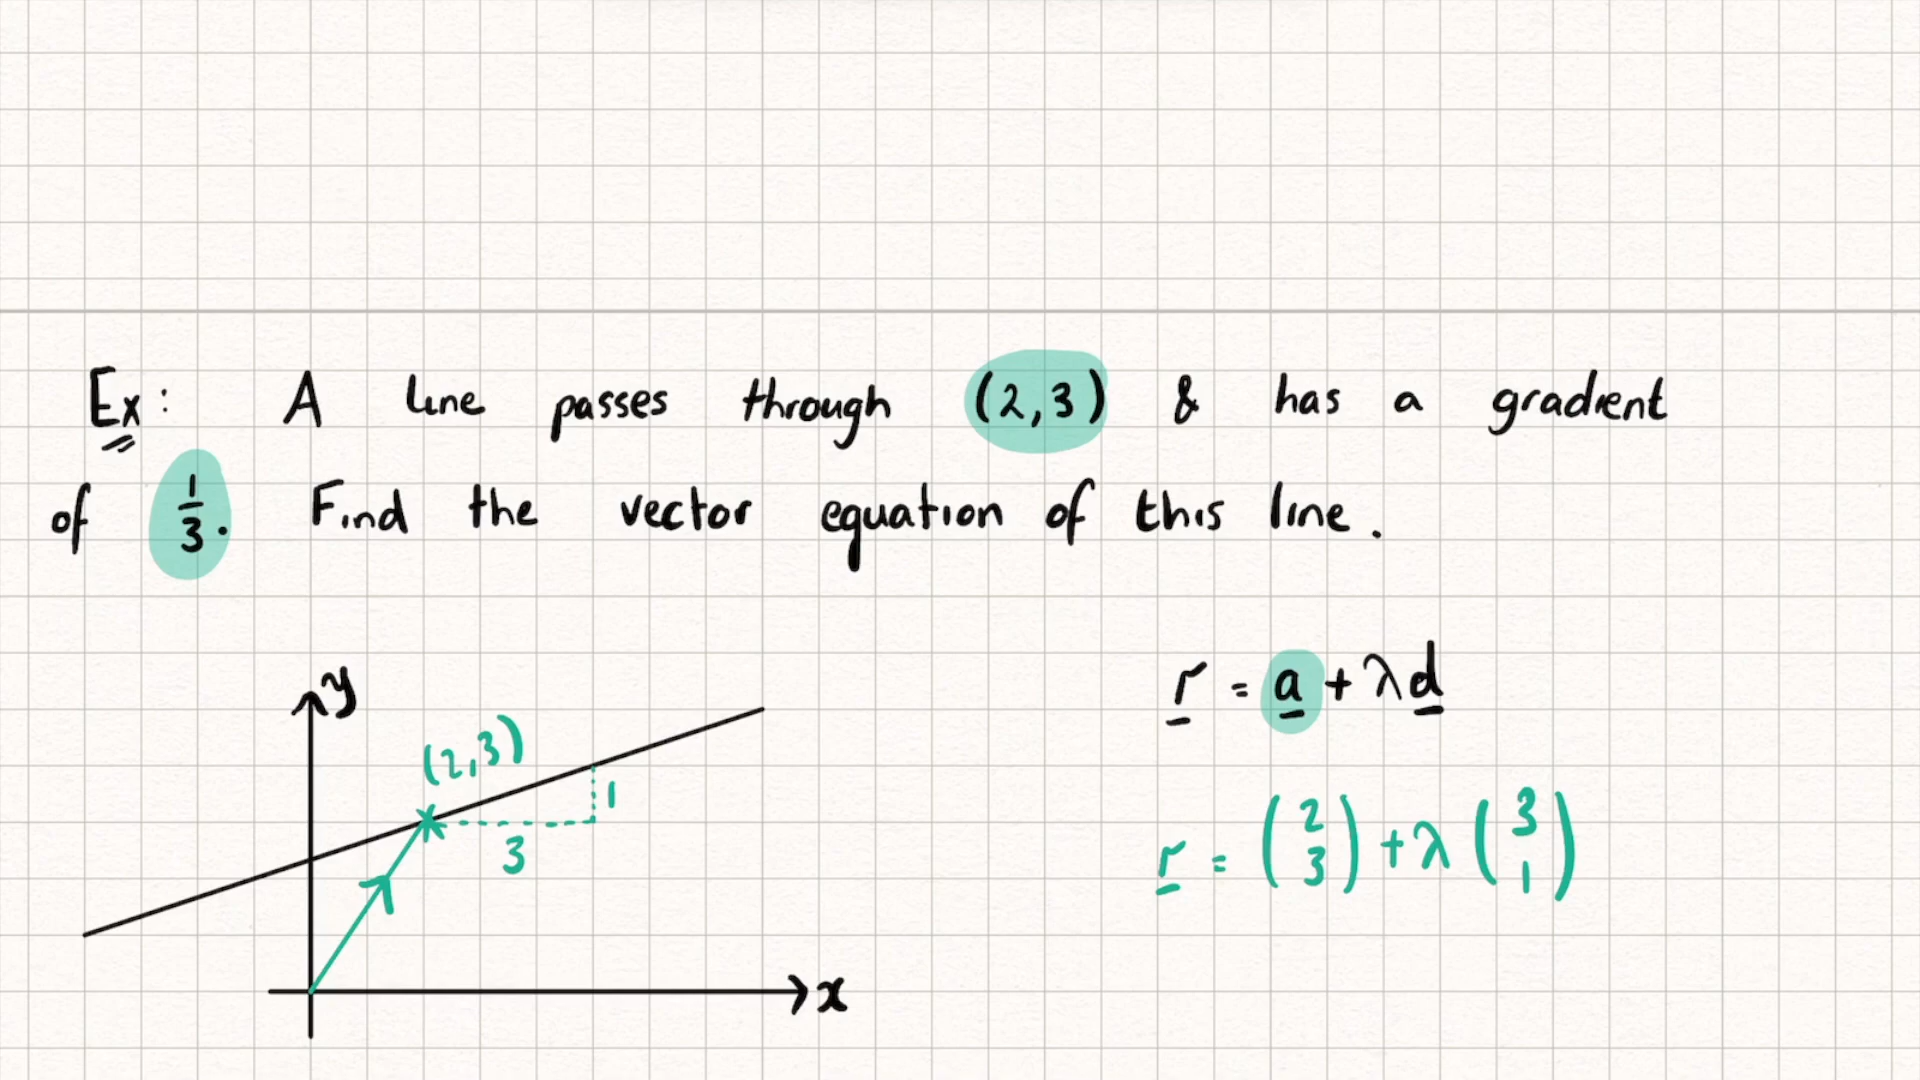 Ex: A line passes through (2,3) & has a gradient
of 1/3. Find the vector equation of this line.
y
(2,3)
1
3
x
r = a + λd
r = (2 3) + λ(3 1)